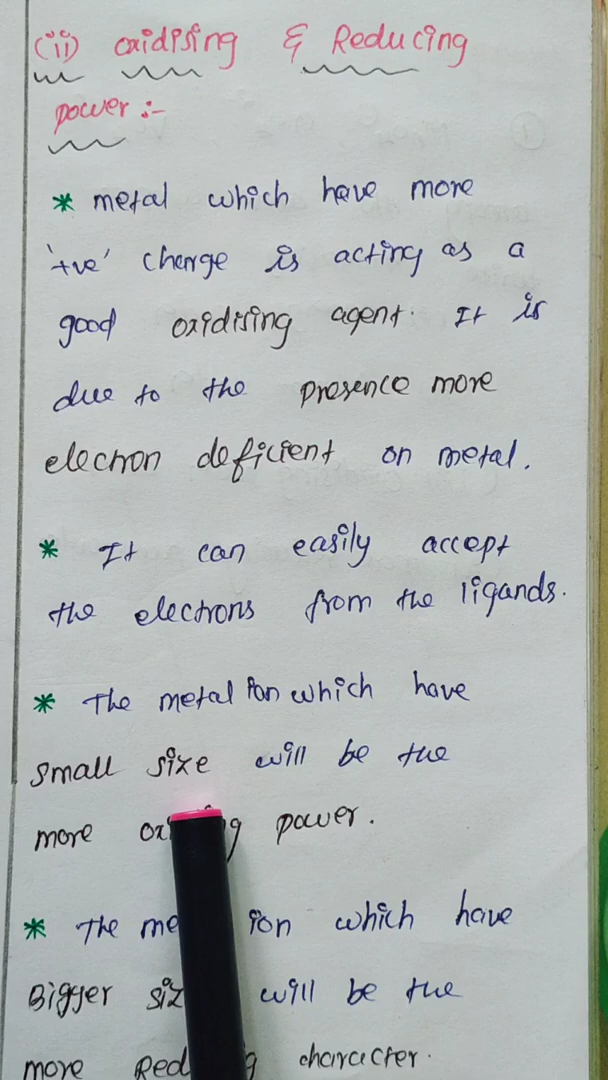 (ii) oxidising & Reducing
power :-
* metal which have more
'+ve' charge is acting as a
good oxidising agent. It is
due to the presence more
electron deficient on metal.
* It can easily accept
the electrons from the ligands.
* The metal ion which have
small size will be the
more power.
* The ion which have
Bigger will be the
more character.